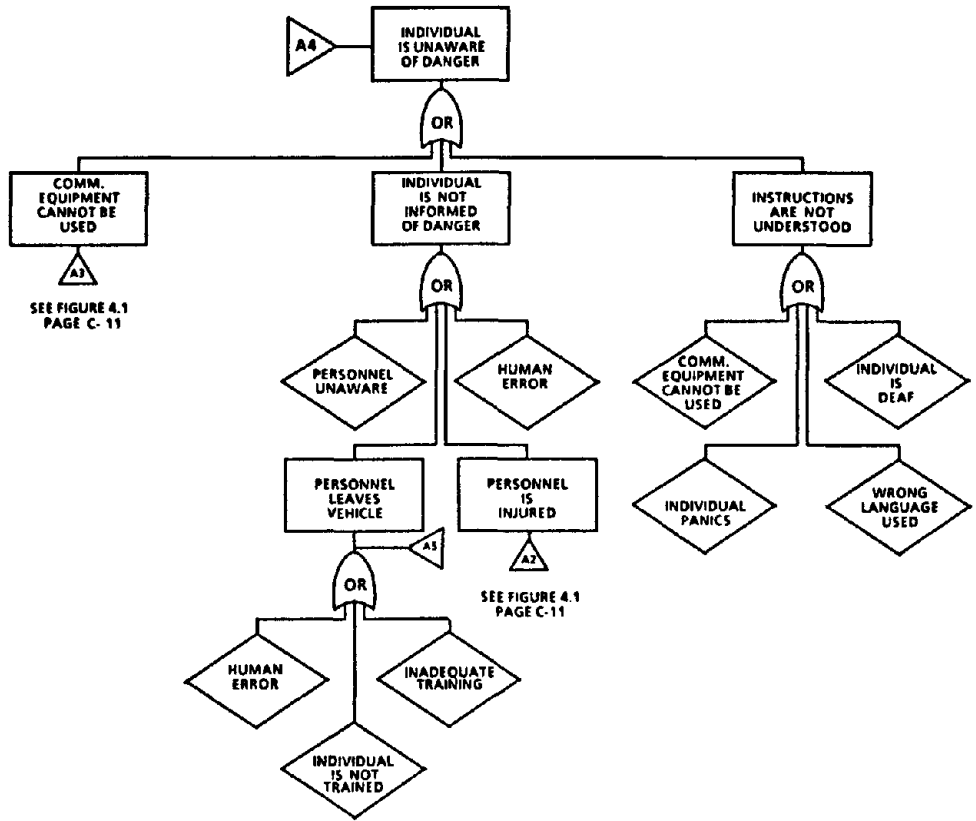 A4
INDIVIDUAL
IS UNAWARE
OF DANGER
OR
COMM.
EQUIPMENT
CANNOT BE
USED
A3
SEE FIGURE 4.1
PAGE C- 11
INDIVIDUAL
IS NOT
INFORMED
OF DANGER
OR
INSTRUCTIONS
ARE NOT
UNDERSTOOD
OR
PERSONNEL
UNAWARE
HUMAN
ERROR
COMM.
EQUIPMENT
CANNOT BE
USED
INDIVIDUAL
IS
DEAF
PERSONNEL
LEAVES
VEHICLE
A5
PERSONNEL
IS
INJURED
A2
SEE FIGURE 4.1
PAGE C-11
INDIVIDUAL
PANICS
WRONG
LANGUAGE
USED
OR
HUMAN
ERROR
INADEQUATE
TRAINING
INDIVIDUAL
IS NOT
TRAINED